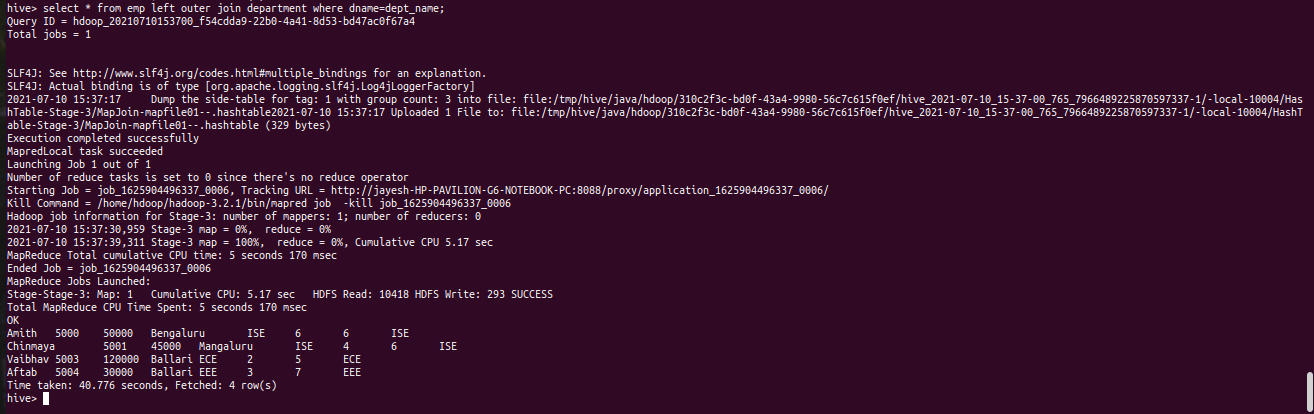 hive> select * from emp left outer join department where dname=dept_name;
Query ID = hdoop_20210710153700_f54cdda9-22b0-4a41-8d53-bd47ac0f67a4
Total jobs = 1
SLF4J: See http://www.slf4j.org/codes.html#multiple_bindings for an explanation.
SLF4J: Actual binding is of type [org.apache.logging.slf4j.Log4jLoggerFactory]
2021-07-10 15:37:17 Dump the side-table for tag: 1 with group count: 3 into file: file:/tmp/hive/java/hdoop/310c2f3c-bd0f-43a4-9980-56c7c615f0ef/hive_2021-07-10_15-37-00_765_7966489225870597337-1/-local-10004/Has
hTable-Stage-3/MapJoin-mapfile01--.hashtable2021-07-10 15:37:17 Uploaded 1 File to: file:/tmp/hive/java/hdoop/310c2f3c-bd0f-43a4-9980-56c7c615f0ef/hive_2021-07-10_15-37-00_765_7966489225870597337-1/-local-10004/HashT
able-Stage-3/MapJoin-mapfile01--.hashtable (329 bytes)
Execution completed successfully
MapredLocal task succeeded
Launching Job 1 out of 1
Number of reduce tasks is set to 0 since there's no reduce operator
Starting Job = job_1625904496337_0006, Tracking URL = http://jayesh-HP-PAVILION-G6-NOTEBOOK-PC:8088/proxy/application_1625904496337_0006/
Kill Command = /home/hdoop/hadoop-3.2.1/bin/mapred job  -kill job_1625904496337_0006
Hadoop job information for Stage-3: number of mappers: 1; number of reducers: 0
2021-07-10 15:37:30,959 Stage-3 map = 0%,  reduce = 0%
2021-07-10 15:37:39,311 Stage-3 map = 100%,  reduce = 0%, Cumulative CPU 5.17 sec
MapReduce Total cumulative CPU time: 5 seconds 170 msec
Ended Job = job_1625904496337_0006
MapReduce Jobs Launched:
Stage-Stage-3: Map: 1   Cumulative CPU: 5.17 sec   HDFS Read: 10418 HDFS Write: 293 SUCCESS
Total MapReduce CPU Time Spent: 5 seconds 170 msec
OK
Amith 5000 50000 Bengaluru ISE 6 6 ISE
Chinmaya 5001 45000 Mangaluru ISE 4 6 ISE
Vaibhav 5003 120000 Ballari ECE 2 5 ECE
Aftab 5004 30000 Ballari EEE 3 7 EEE
Time taken: 40.776 seconds, Fetched: 4 row(s)
hive>